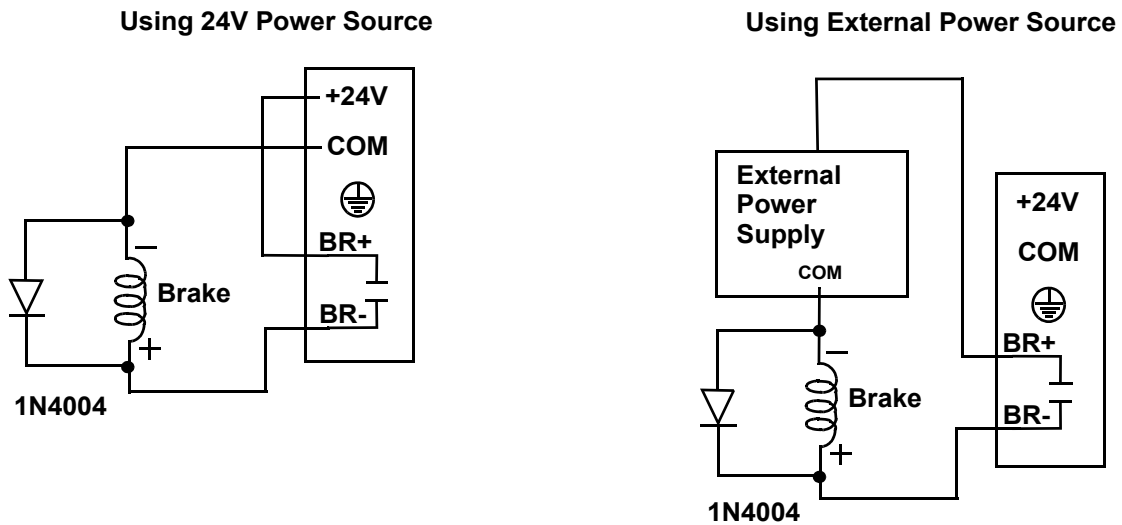 Using 24V Power Source
+24V
COM
BR+
Brake
BR-
1N4004
Using External Power Source
External
Power
Supply
COM
+24V
COM
BR+
Brake
BR-
1N4004